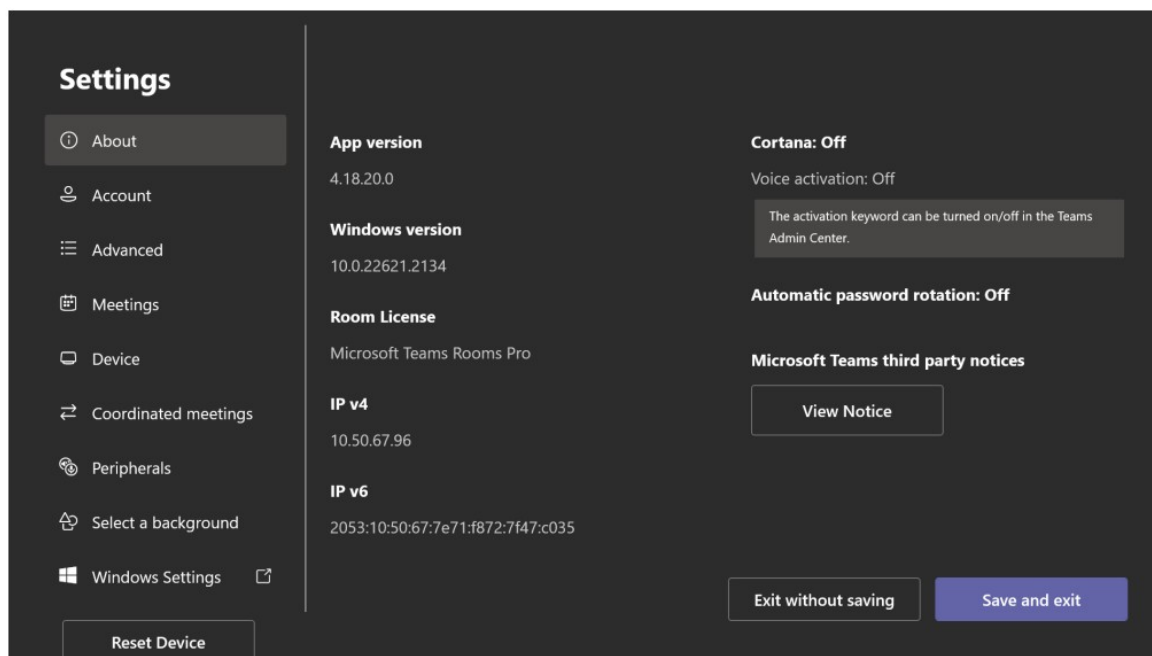 Settings
About
Account
Advanced
Meetings
Device
Coordinated meetings
Peripherals
Select a background
Windows Settings
Reset Device
App version
4.18.20.0
Windows version
10.0.22621.2134
Room License
Microsoft Teams Rooms Pro
IP v4
10.50.67.96
IP v6
2053:10:50:67:7e71:f872:7f47:c035
Cortana: Off
Voice activation: Off
The activation keyword can be turned on/off in the Teams
Admin Center.
Automatic password rotation: Off
Microsoft Teams third party notices
View Notice
Exit without saving
Save and exit